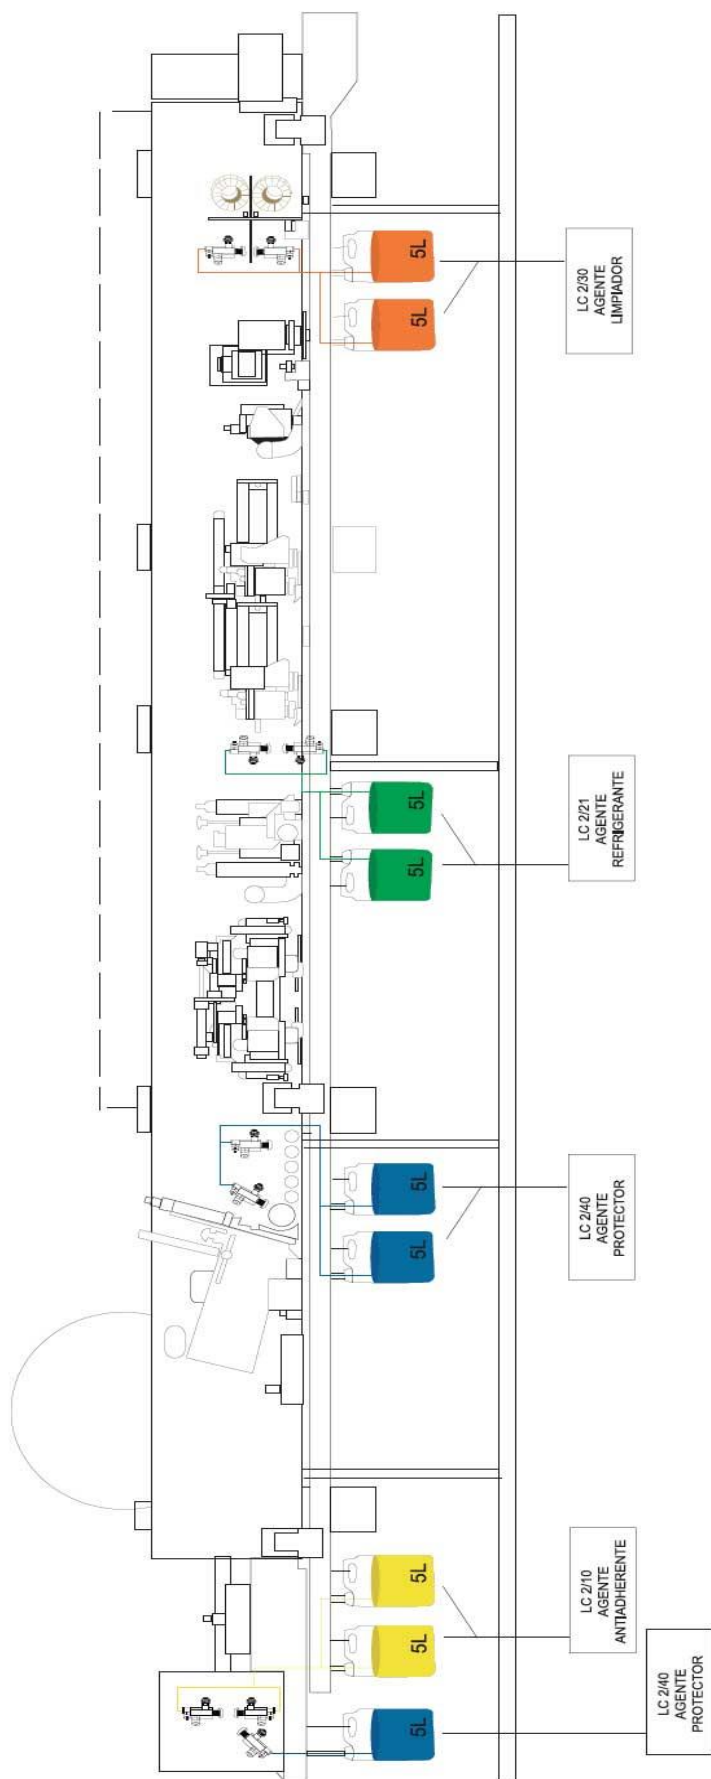 5L
5L
LC 2/30
AGENTE
LIMPIADOR
5L
5L
LC 2/21
AGENTE
REFRIGERANTE
5L
5L
LC 2/40
AGENTE
PROTECTOR
5L
5L
LC 2/10
AGENTE
ANTIADHERENTE
5L
LC 2/40
AGENTE
PROTECTOR